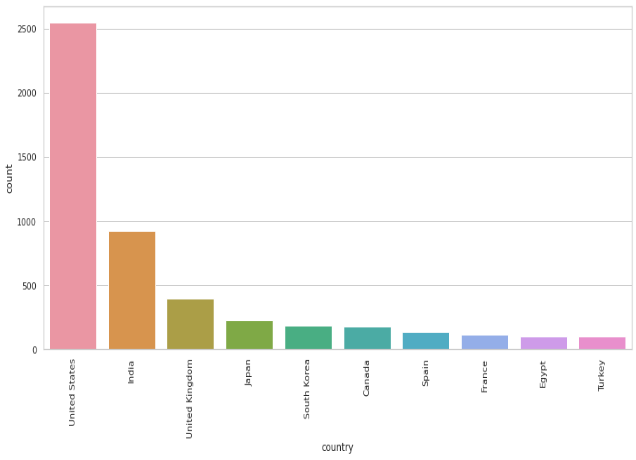 2500
2000
1500
1000
500
0
count
United States
India
United Kingdom
Japan
South Korea
Canada
Spain
France
Egypt
Turkey
country